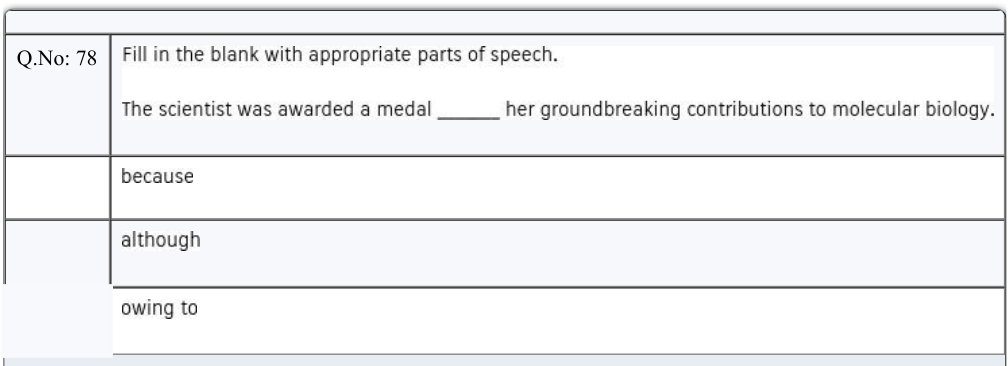 Q.No: 78
Fill in the blank with appropriate parts of speech.
The scientist was awarded a medal ______ her groundbreaking contributions to molecular biology.
because
although
owing to